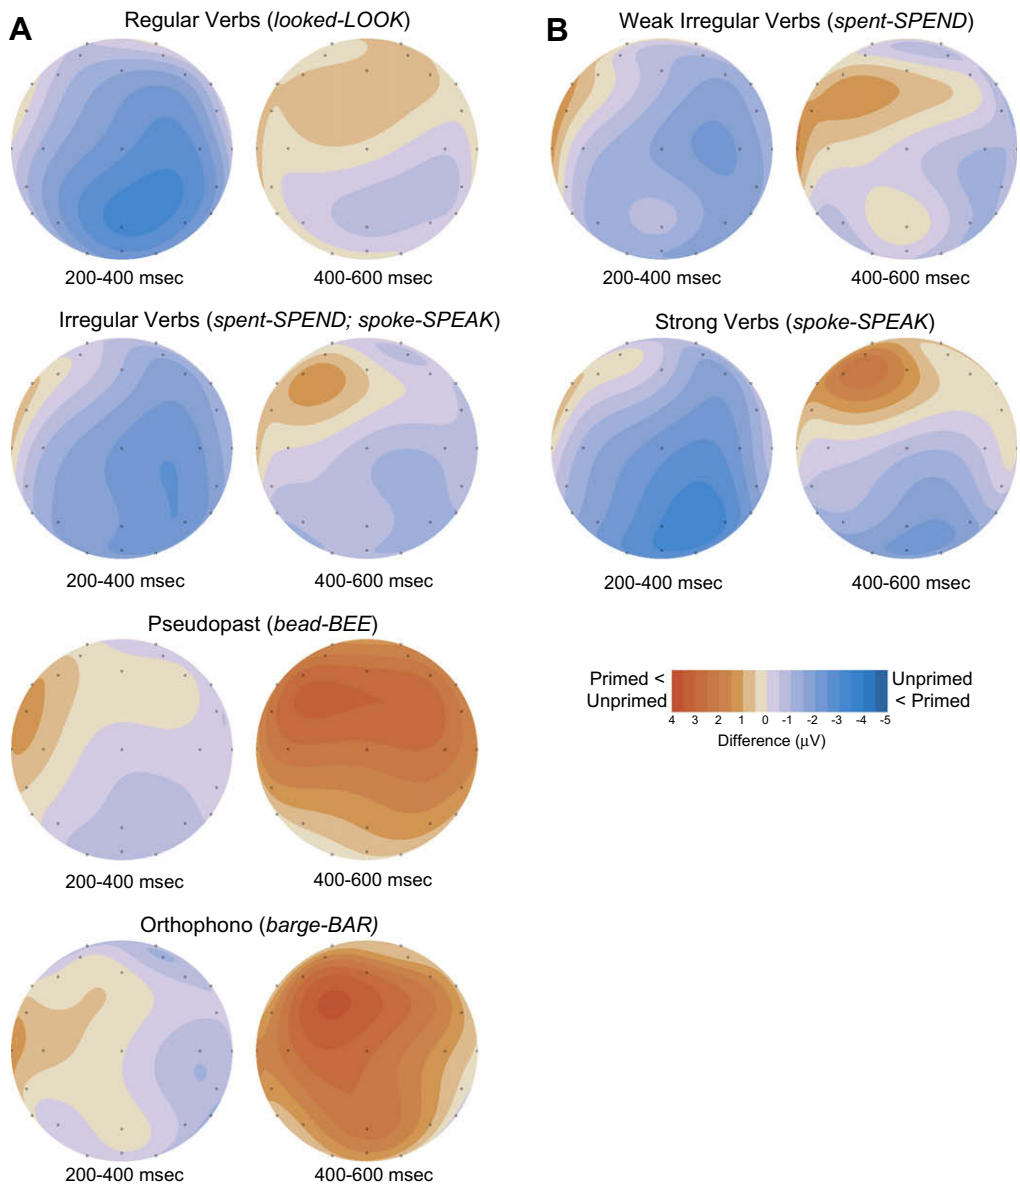 A
Regular Verbs (looked-LOOK)
200-400 msec
400-600 msec
Irregular Verbs (spent-SPEND; spoke-SPEAK)
200-400 msec
400-600 msec
Pseudopast (bead-BEE)
200-400 msec
400-600 msec
Orthophono (barge-BAR)
200-400 msec
400-600 msec
B
Weak Irregular Verbs (spent-SPEND)
200-400 msec
400-600 msec
Strong Verbs (spoke-SPEAK)
200-400 msec
400-600 msec
Primed <
Unprimed
Unprimed
< Primed
4 3 2 1 0 -1 -2 -3 -4 -5
Difference (μV)